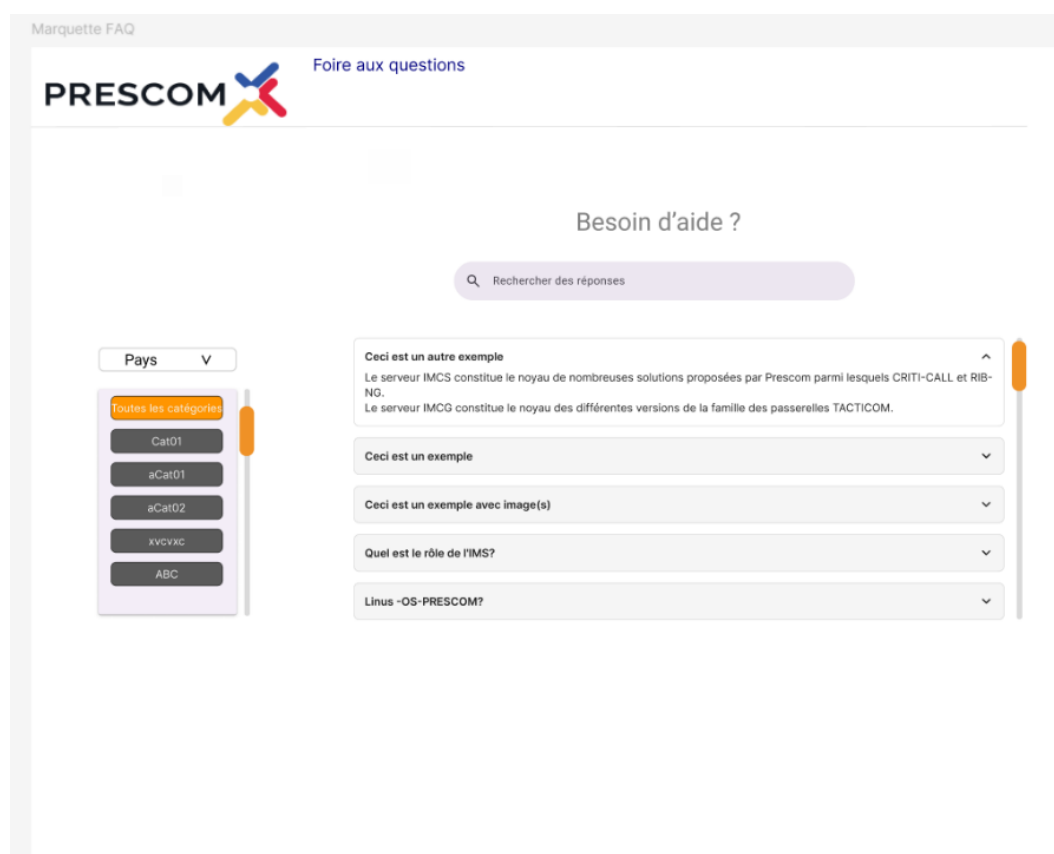 Marquette FAQ
Foire aux questions
PRESCOM
Besoin d'aide ?
Rechercher des réponses
Pays V
Toutes les catégories
Cat01
aCat01
aCat02
xvcvxc
ABC
Ceci est un autre exemple
Le serveur IMCS constitue le noyau de nombreuses solutions proposées par Prescom parmi lesquels CRITI-CALL et RIB-
NG.
Le serveur IMCG constitue le noyau des différentes versions de la famille des passerelles TACTICOM.
Ceci est un exemple
Ceci est un exemple avec image(s)
Quel est le rôle de l'IMS?
Linus -OS-PRESCOM?